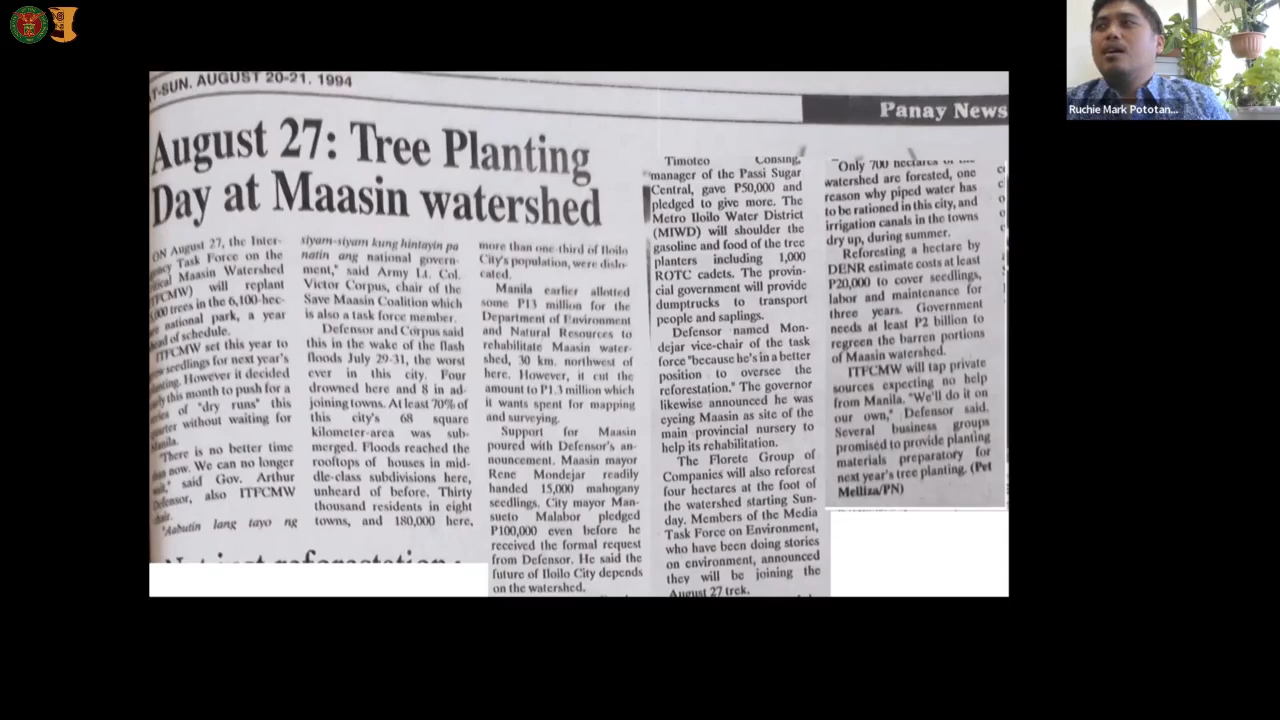 T-SUN. AUGUST 20-21, 1994
Panay News
August 27: Tree Planting
Day at Maasin watershed
ON August 27, the Inter-
Task Force on the
Maasin Watershed
will replant
trees in the 6,100-hec-
national park, a year
of schedule.
ITFCMW set this year to
seedlings for next year's
However it decided
this month to push for a
of "dry runs" this
without waiting for
"There is no better time
now. We can no longer
said Gov. Arthur
Defensor, also ITFCMW
"Aabutin lang tayo ng
siyam-siyam kung hintayin pa
natin ang national govern-
ment," said Army Lt. Col.
Victor Corpus, chair of the
Save Maasin Coalition which
is also a task force member.
Defensor and Corpus said
this in the wake of the flash
floods July 29-31, the worst
ever in this city. Four
drowned here and 8 in ad-
joining towns. At least 70% of
this city's 68 square
kilometer-area was sub-
merged. Floods reached the
rooftops of houses in mid-
dle-class subdivisions here,
unheard of before. Thirty
thousand residents in eight
towns, and 180,000 here,
more than one-third of Iloilo
City's population, were dislo-
cated.
Manila earlier allotted
some P13 million for the
Department of Environment
and Natural Resources to
rehabilitate Maasin water-
shed, 30 km. northwest of
here. However, it cut the
amount to P1.3 million which
it wants spent for mapping
and surveying.
Support for Maasin
poured with Defensor's an-
nouncement. Maasin mayor
Rene Mondejar readily
handed 15,000 mahogany
seedlings. City mayor Man-
sueto Malabor pledged
P100,000 even before he
received the formal request
from Defensor. He said the
future of Iloilo City depends
on the watershed.
Timoteo Consing,
manager of the Passi Sugar
Central, gave P50,000 and
pledged to give more. The
Metro Iloilo Water District
(MIWD) will shoulder the
gasoline and food of the tree
planters including 1,000
ROTC cadets. The provin-
cial government will provide
dumptrucks to transport
people and saplings.
Defensor named Mon-
dejar vice-chair of the task
force "because he's in a better
position to oversee the
reforestation." The governor
likewise announced he was
eyeing Maasin as site of the
main provincial nursery to
help its rehabilitation.
The Florete Group of
Companies will also reforest
four hectares at the foot of
the watershed starting Sun-
day. Members of the Media
Task Force on Environment,
who have been doing stories
on environment, announced
they will be joining the
August 27 trek.
Only 700 hectares of the
watershed are forested, one
reason why piped water has
to be rationed in this city, and
irrigation canals in the towns
dry up, during summer.
Reforesting a hectare by
DENR estimate costs at least
P20,000 to cover seedlings,
labor and maintenance for
three years. Government
needs at least P2 billion to
regreen the barren portions
of Maasin watershed.
ITFCMW will tap private
sources expecting no help
from Manila. "We'll do it on
our own," Defensor said.
Several business groups
promised to provide planting
materials preparatory for
next year's tree planting. (Pet
Melliza/PN)
Ruchie Mark Pototan...